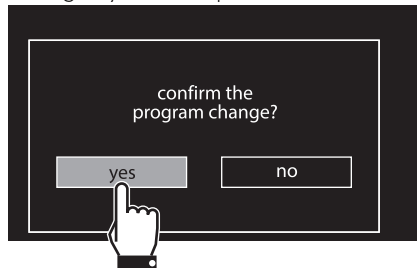 confirm the
program change?
yes
no